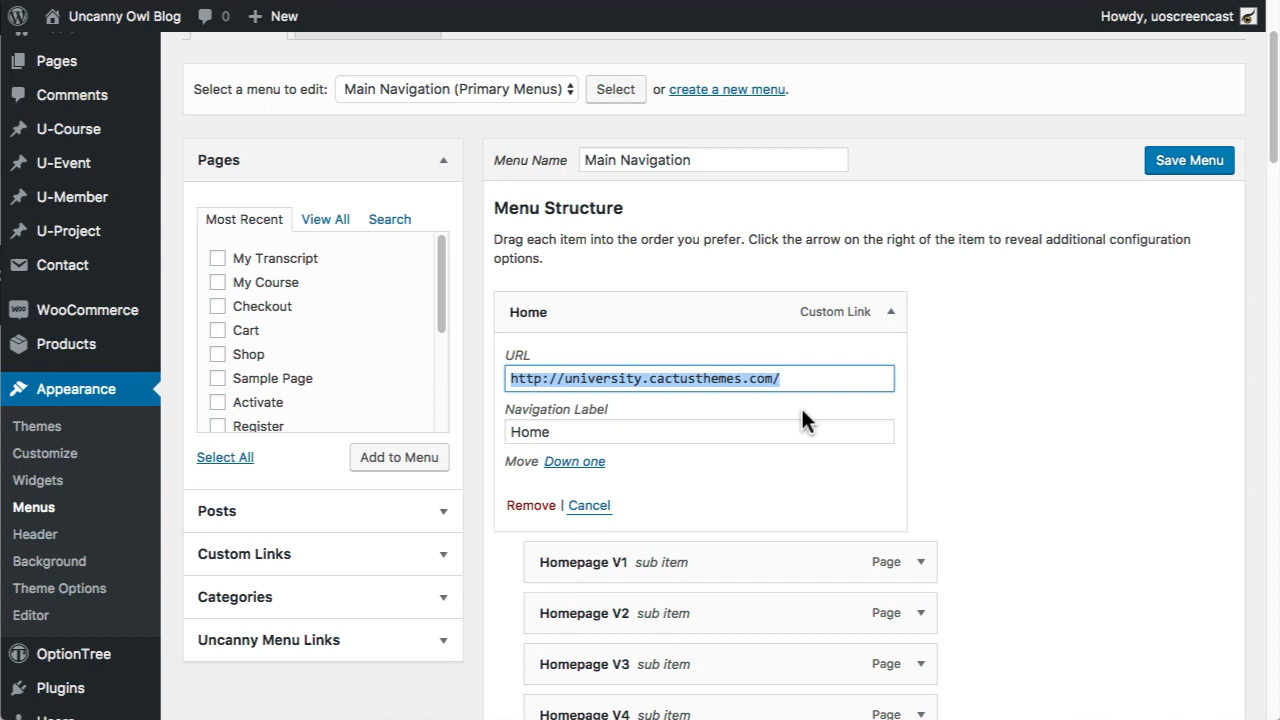 Uncanny Owl Blog 0 New Howdy, uoscreencast
Pages
Comments
U-Course
U-Event
U-Member
U-Project
Contact
WooCommerce
Products
Appearance
Themes
Customize
Widgets
Menus
Header
Background
Theme Options
Editor
OptionTree
Plugins
Select a menu to edit: Main Navigation (Primary Menus) Select or create a new menu.
Pages
Most Recent View All Search
My Transcript
My Course
Checkout
Cart
Shop
Sample Page
Activate
Register
Select All Add to Menu
Posts
Custom Links
Categories
Uncanny Menu Links
Menu Name Main Navigation Save Menu
Menu Structure
Drag each item into the order you prefer. Click the arrow on the right of the item to reveal additional configuration
options.
Home Custom Link
URL
http://university.cactusthemes.com/
Navigation Label
Home
Move Down one
Remove | Cancel
Homepage V1 sub item Page
Homepage V2 sub item Page
Homepage V3 sub item Page
Homepage V4 sub item Page